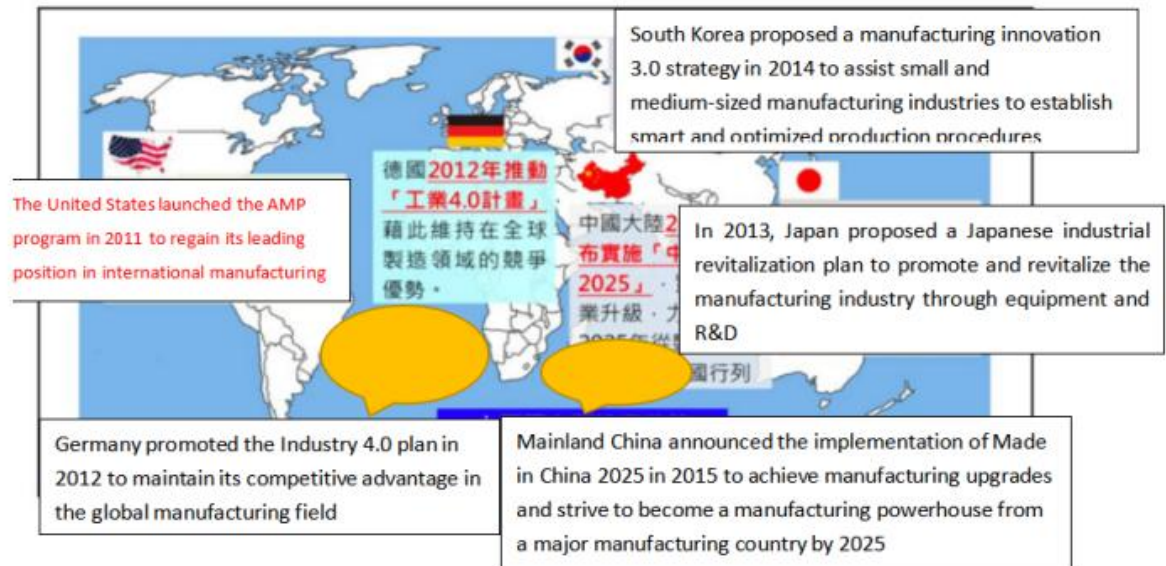 South Korea proposed a manufacturing innovation
3.0 strategy in 2014 to assist small and
medium-sized manufacturing industries to establish
smart and optimized production procedures
The United States launched the AMP
program in 2011 to regain its leading
position in international manufacturing
德國2012年推動
「工業4.0計畫」
藉此維持在全球
製造領域的競爭
優勢。
中國大陸2
布實施「中
2025」,
業升級,力
2025年從
國行列
In 2013, Japan proposed a Japanese industrial
revitalization plan to promote and revitalize the
manufacturing industry through equipment and
R&D
Germany promoted the Industry 4.0 plan in
2012 to maintain its competitive advantage in
the global manufacturing field
Mainland China announced the implementation of Made
in China 2025 in 2015 to achieve manufacturing upgrades
and strive to become a manufacturing powerhouse from
a major manufacturing country by 2025